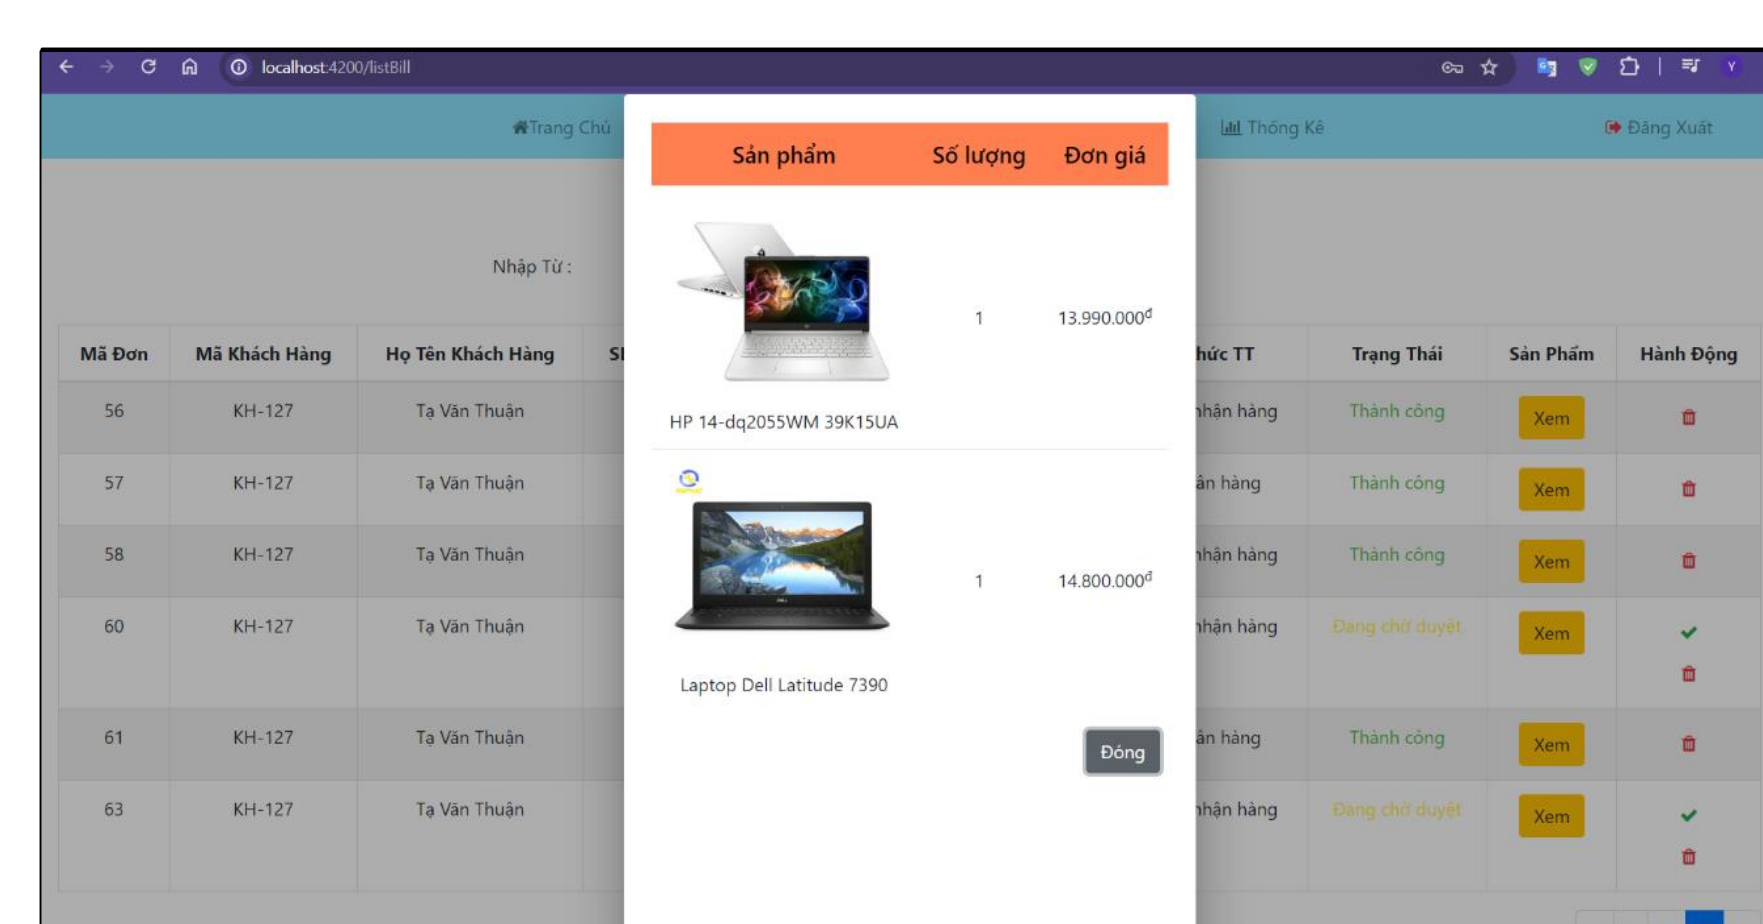 localhost:4200/listBill
Trang Chủ
Thống Kê
Đăng Xuất
Sản phẩm Số lượng Đơn giá
Nhập Từ :
1 13.990.000đ
HP 14-dq2055WM 39K15UA
1 14.800.000đ
Laptop Dell Latitude 7390
Đóng
Mã Đơn Mã Khách Hàng Họ Tên Khách Hàng TT Trạng Thái Sản Phẩm Hành Động
56 KH-127 Tạ Văn Thuận nhận hàng Thành công Xem
57 KH-127 Tạ Văn Thuận hàng Thành công Xem
58 KH-127 Tạ Văn Thuận nhận hàng Thành công Xem
60 KH-127 Tạ Văn Thuận nhận hàng Đang chờ duyệt Xem
61 KH-127 Tạ Văn Thuận hàng Thành công Xem
63 KH-127 Tạ Văn Thuận nhận hàng Đang chờ duyệt Xem